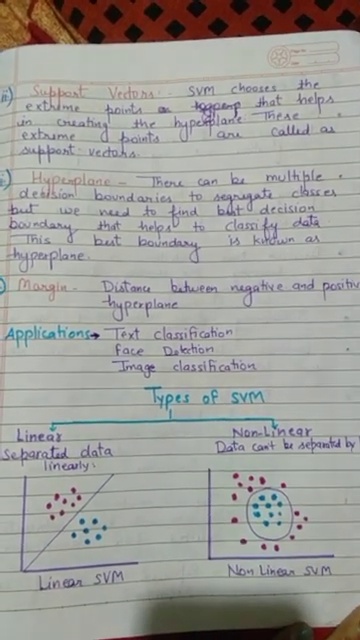 Support Vectors:- SVM chooses the
extreme points that helps
in creating the hyperplane These
extreme points are called as
support vectors.
Hyperplane - There can be multiple
decision boundaries to segregate classes
but we need to find best decision
boundary that helps to classify data
This best boundary is known as
hyperplane.
Margin - Distance between negative and positive
hyperplane
Applications → Text classification
Face Detection
Image classification
Types of SVM
Linear
Separated data
linearly.
Non-Linear
Data can't be separated by
Linear SVM
Non Linear SVM